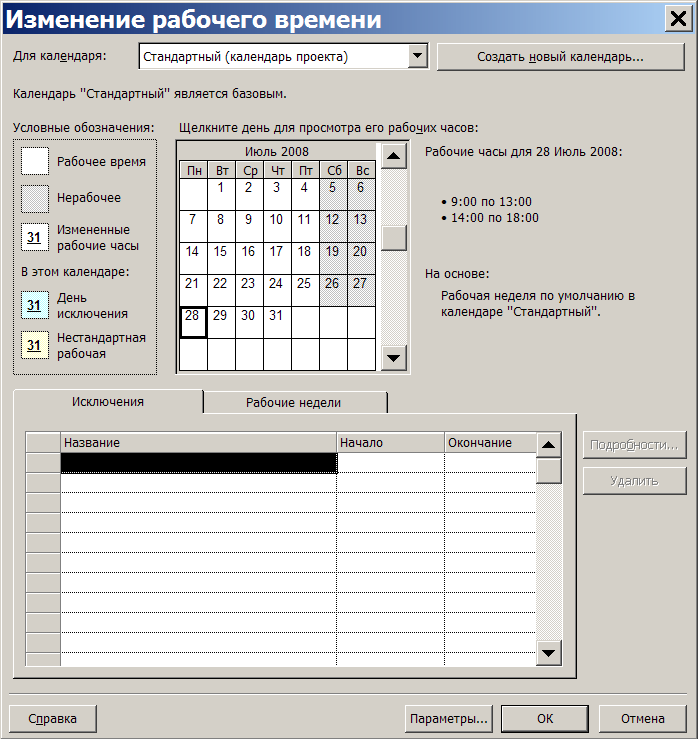 Изменение рабочего времени
Для календаря: Стандартный (календарь проекта) Создать новый календарь...
Календарь "Стандартный" является базовым.
Условные обозначения: Щелкните день для просмотра его рабочих часов:
Рабочее время
Нерабочее
31 Измененные
рабочие часы
В этом календаре:
31 День
исключения
31 Нестандартная
рабочая
Июль 2008
Пн Вт Ср Чт Пт Сб Вс
1 2 3 4 5 6
7 8 9 10 11 12 13
14 15 16 17 18 19 20
21 22 23 24 25 26 27
28 29 30 31
Рабочие часы для 28 Июль 2008:
• 9:00 по 13:00
• 14:00 по 18:00
На основе:
Рабочая неделя по умолчанию в
календаре "Стандартный".
Исключения Рабочие недели
Название Начало Окончание
Подробности...
Удалить
Справка Параметры... ОК Отмена